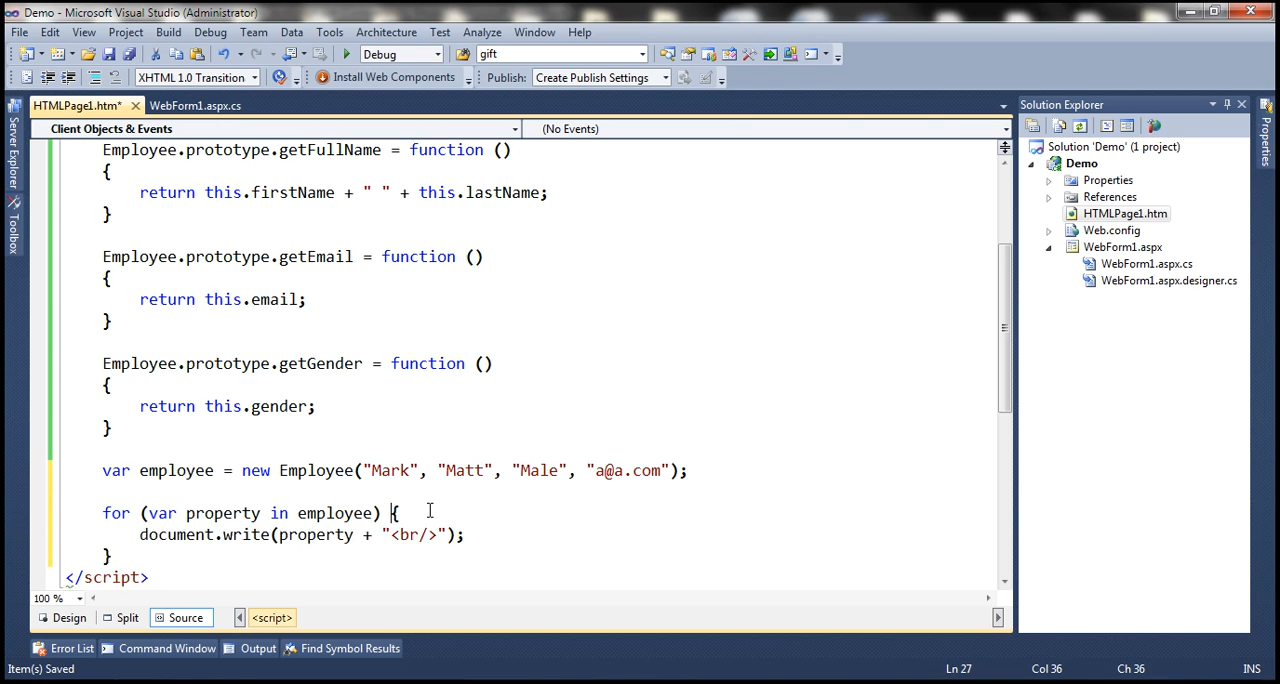 Demo - Microsoft Visual Studio (Administrator)
File Edit View Project Build Debug Team Data Tools Architecture Test Analyze Window Help
Debug gift
XHTML 1.0 Transition Install Web Components Publish: Create Publish Settings
HTMLPage1.htm* WebForm1.aspx.cs
Client Objects & Events (No Events)
Employee.prototype.getFullName = function ()
{
return this.firstName + " " + this.lastName;
}
Employee.prototype.getEmail = function ()
{
return this.email;
}
Employee.prototype.getGender = function ()
{
return this.gender;
}
var employee = new Employee("Mark", "Matt", "Male", "a@a.com");
for (var property in employee) {
document.write(property + "<br/>");
}
</script>
100 %
Design Split Source <script>
Error List Command Window Output Find Symbol Results
Item(s) Saved Ln 27 Col 36 Ch 36 INS
Server Explorer
Toolbox
Solution Explorer
Solution 'Demo' (1 project)
Demo
Properties
References
HTMLPage1.htm
Web.config
WebForm1.aspx
WebForm1.aspx.cs
WebForm1.aspx.designer.cs
Properties